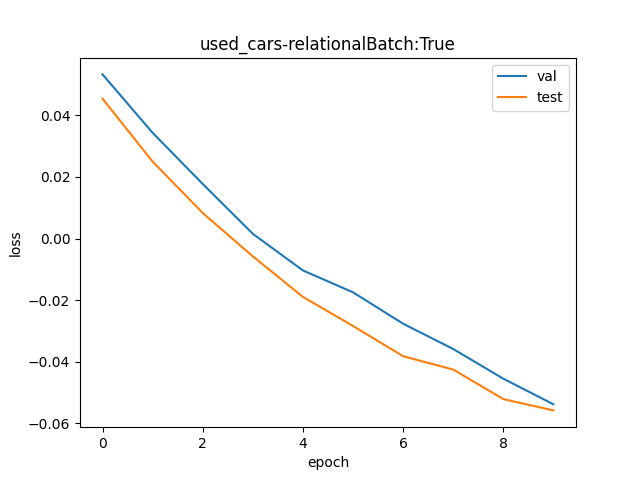 used_cars-relationalBatch:True
val
test
loss
0.04
0.02
0.00
−0.02
−0.04
−0.06
0 2 4 6 8
epoch